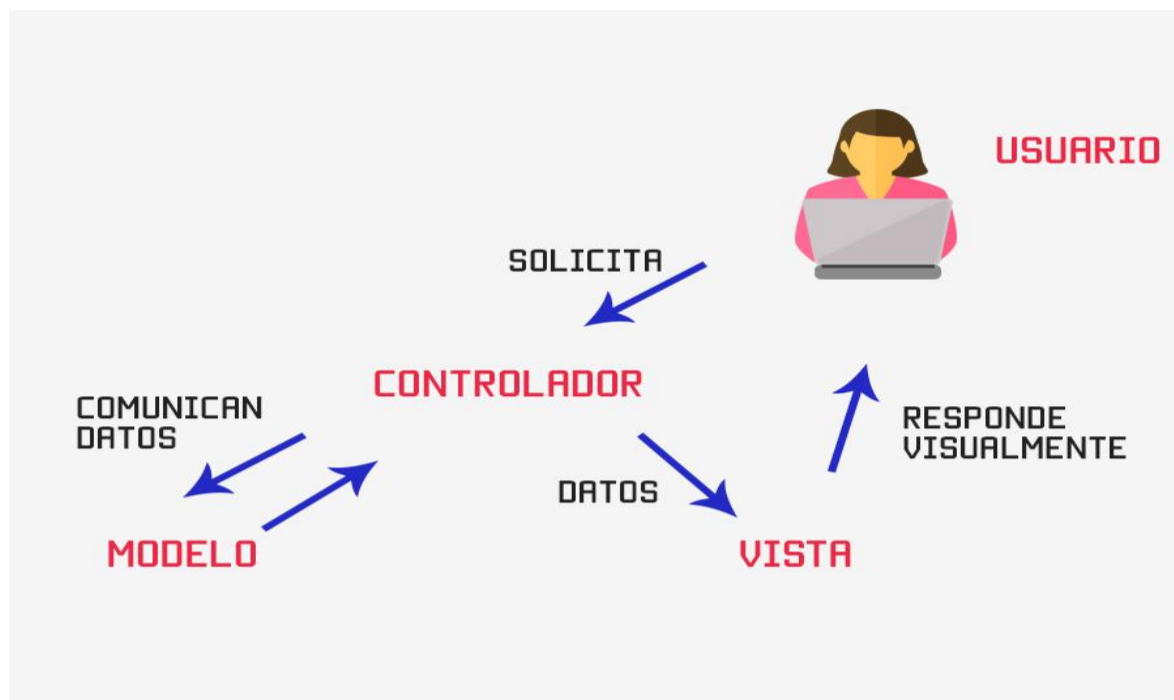 USUARIO
SOLICITA
CONTROLADOR
COMUNICAN
DATOS
RESPONDE
VISUALMENTE
DATOS
MODELO
VISTA